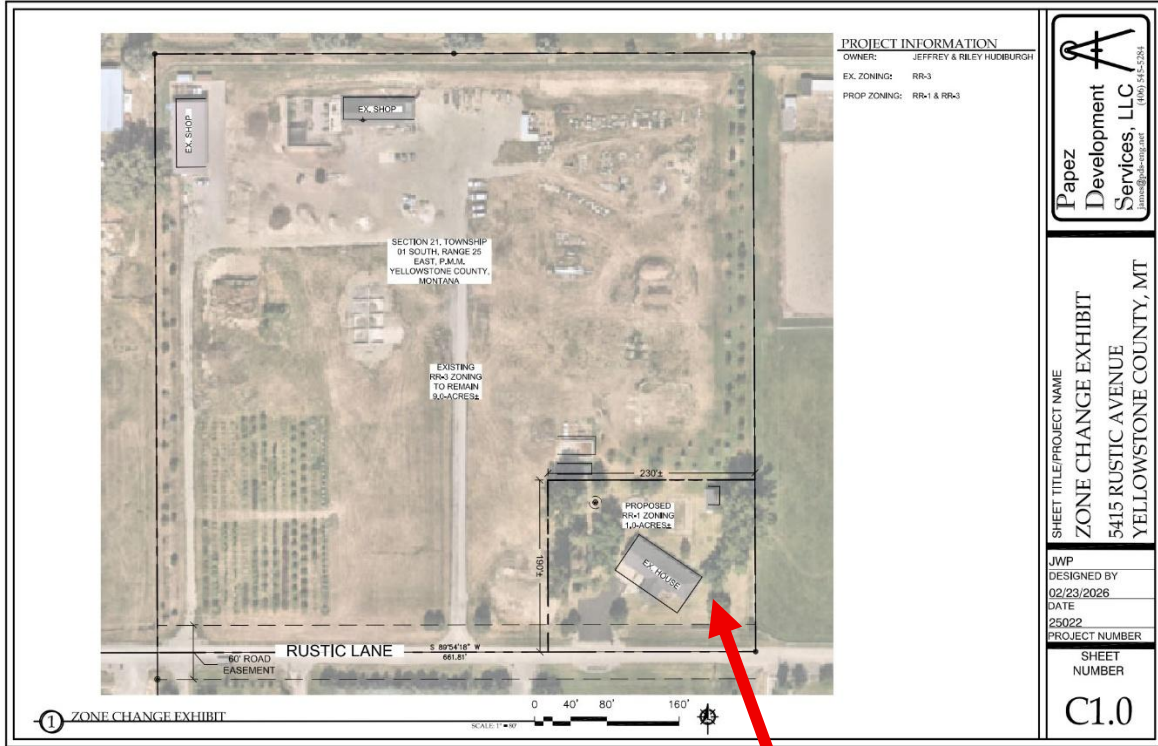 EX. SHOP
EX. SHOP
SECTION 21, TOWNSHIP
01 SOUTH, RANGE 25
EAST, P.M.M.
YELLOWSTONE COUNTY,
MONTANA
EXISTING
RR-3 ZONING
TO REMAIN
9.0-ACRES±
230'±
190'±
PROPOSED
RR-1 ZONING
1.0-ACRES±
EX. HOUSE
RUSTIC LANE
S 89°54'18" W
661.81'
60' ROAD
EASEMENT
1 ZONE CHANGE EXHIBIT
SCALE: 1" = 80'
0 40' 80' 160'
PROJECT INFORMATION
OWNER: JEFFREY & RILEY HUDIBURGH
EX. ZONING: RR-3
PROP ZONING: RR-1 & RR-3
Papez
Development
Services, LLC
james@pds-eng.net (406) 545-5284
SHEET TITLE/PROJECT NAME
ZONE CHANGE EXHIBIT
5415 RUSTIC AVENUE
YELLOWSTONE COUNTY, MT
JWP
DESIGNED BY
02/23/2026
DATE
25022
PROJECT NUMBER
SHEET
NUMBER
C1.0